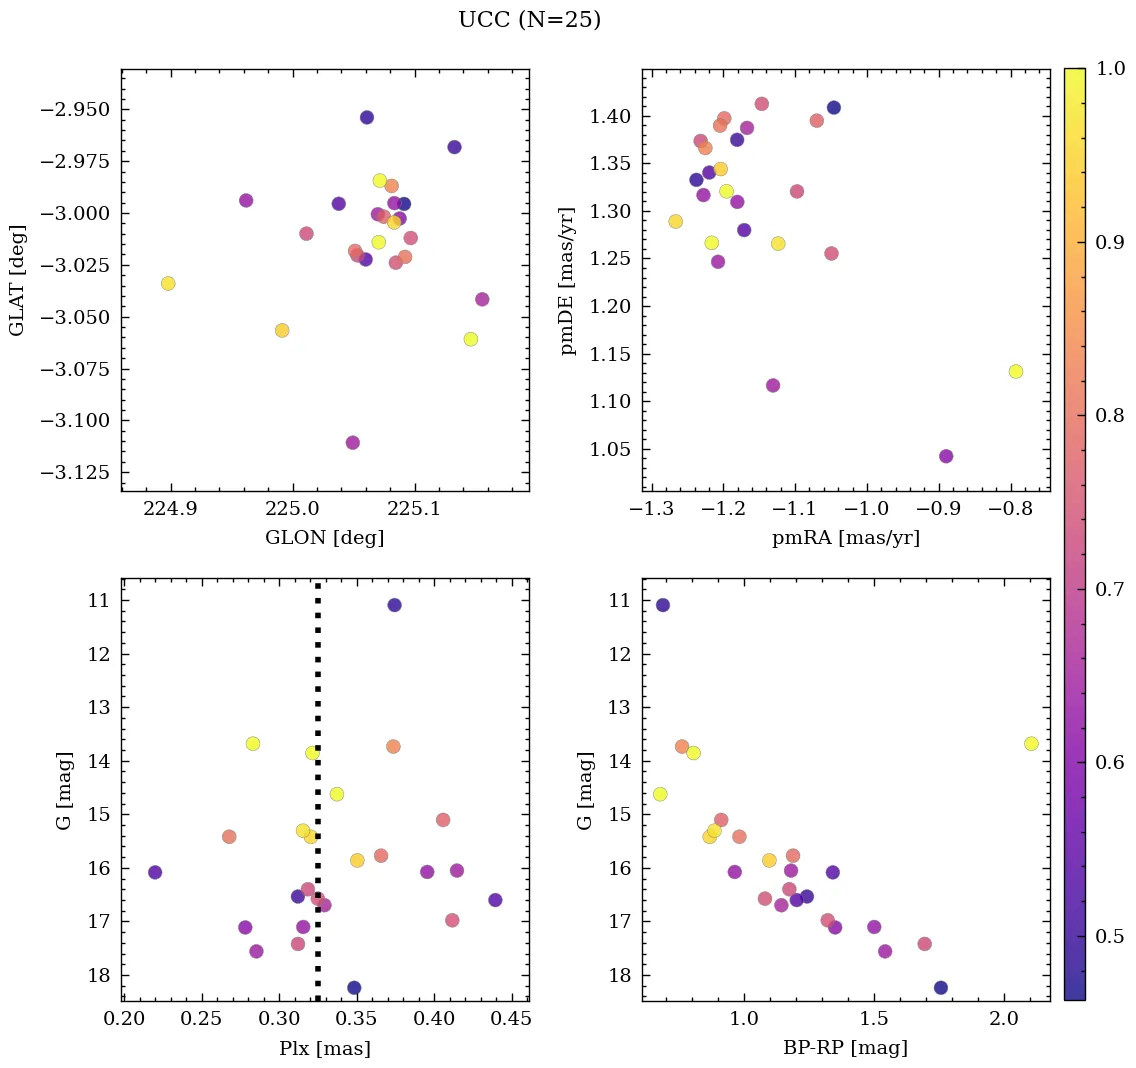 UCC (N=25)
−2.950
−2.975
−3.000
−3.025
−3.050
−3.075
−3.100
−3.125
GLAT [deg]
224.9 225.0 225.1
GLON [deg]
1.40
1.35
1.30
1.25
1.20
1.15
1.10
1.05
pmDE [mas/yr]
−1.3 −1.2 −1.1 −1.0 −0.9 −0.8
pmRA [mas/yr]
11
12
13
14
15
16
17
18
G [mag]
0.20 0.25 0.30 0.35 0.40 0.45
Plx [mas]
11
12
13
14
15
16
17
18
G [mag]
1.0 1.5 2.0
BP-RP [mag]
1.0
0.9
0.8
0.7
0.6
0.5